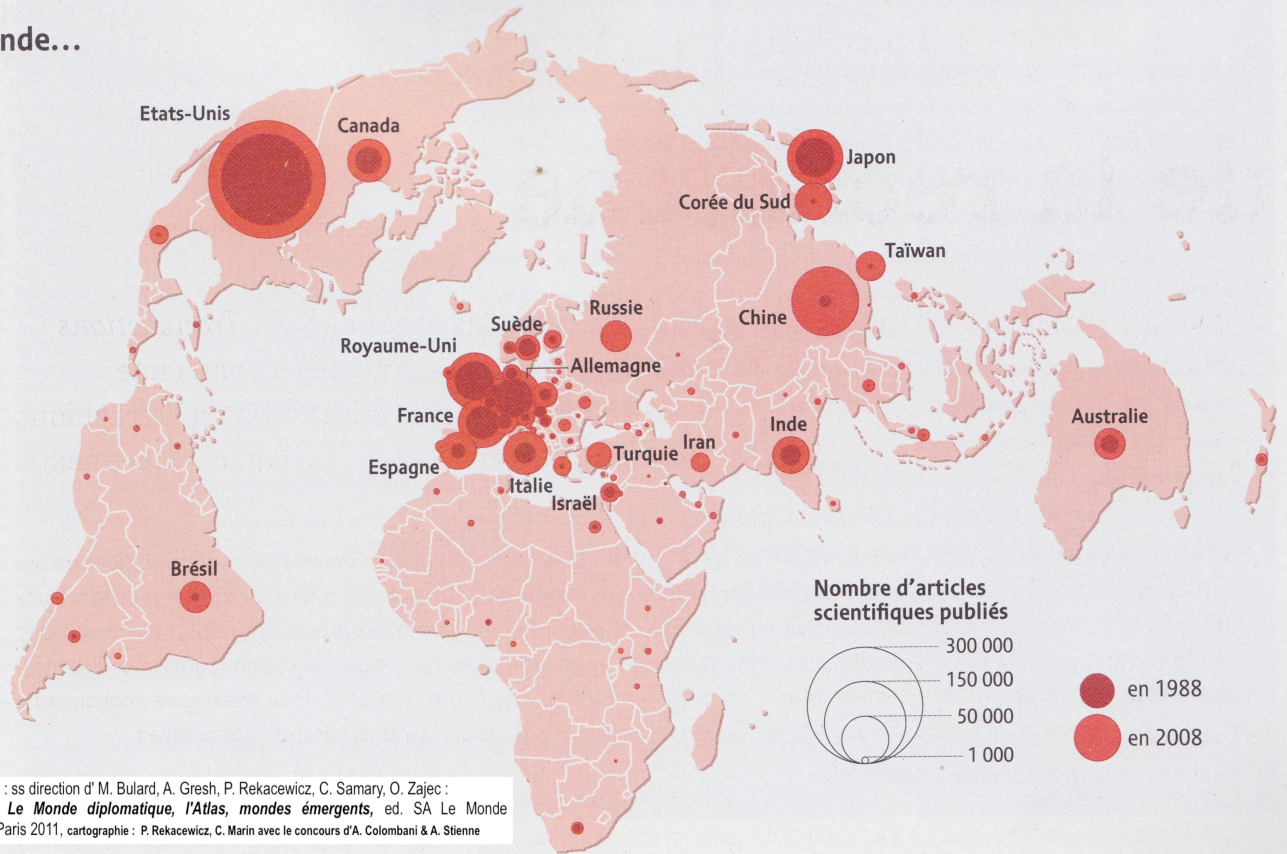 nde...
Etats-Unis
Canada
Japon
Corée du Sud
Taïwan
Chine
Russie
Suède
Royaume-Uni
Allemagne
France
Inde
Australie
Iran
Turquie
Espagne
Italie
Israël
Brésil
Nombre d'articles
scientifiques publiés
300 000
150 000
50 000
1 000
en 1988
en 2008
: ss direction d' M. Bulard, A. Gresh, P. Rekacewicz, C. Samary, O. Zajec :
Le Monde diplomatique, l'Atlas, mondes émergents, ed. SA Le Monde
Paris 2011, cartographie : P. Rekacewicz, C. Marin avec le concours d'A. Colombani & A. Stienne